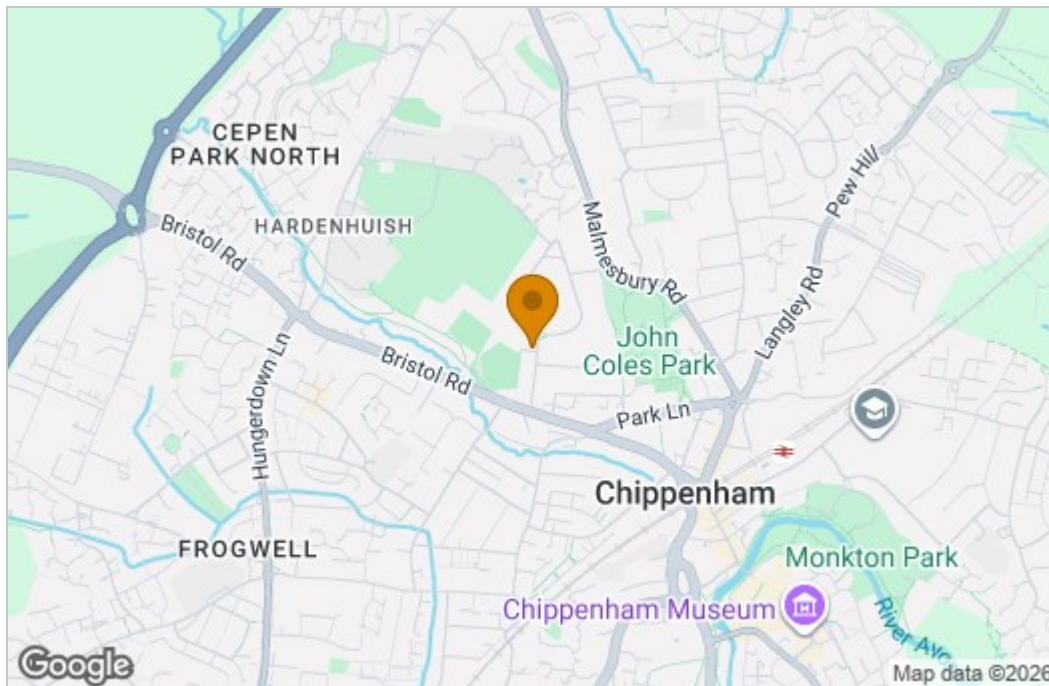 CEPEN
PARK NORTH
HARDENHUISH
Bristol Rd
Malmesbury Rd
Pew Hill
Langley Rd
John
Coles Park
Hungerdown Ln
Bristol Rd
Park Ln
Chippenham
FROGWELL
Monkton Park
Chippenham Museum
River Avo
Google
Map data ©2026